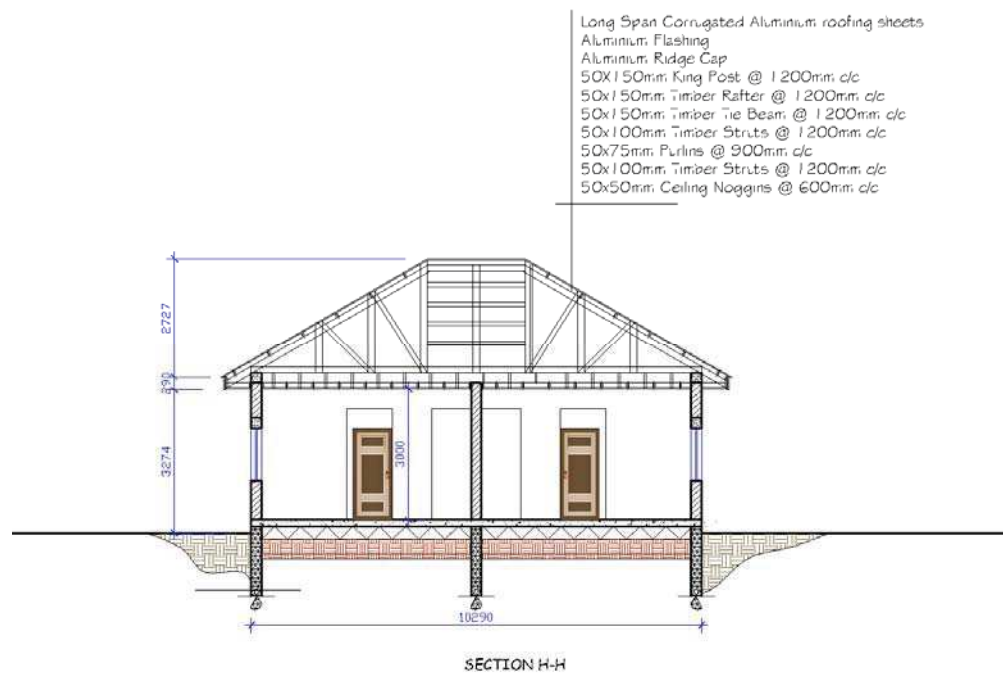 Long Span Corrugated Aluminium roofing sheets
Aluminium Flashing
Aluminium Ridge Cap
50X150mm King Post @ 1200mm c/c
50x150mm Timber Rafter @ 1200mm c/c
50x150mm Timber Tie Beam @ 1200mm c/c
50x100mm Timber Struts @ 1200mm c/c
50x75mm Purlins @ 900mm c/c
50x100mm Timber Struts @ 1200mm c/c
50x50mm Ceiling Noggins @ 600mm c/c
2727
290
3274
3000
10290
SECTION H-H